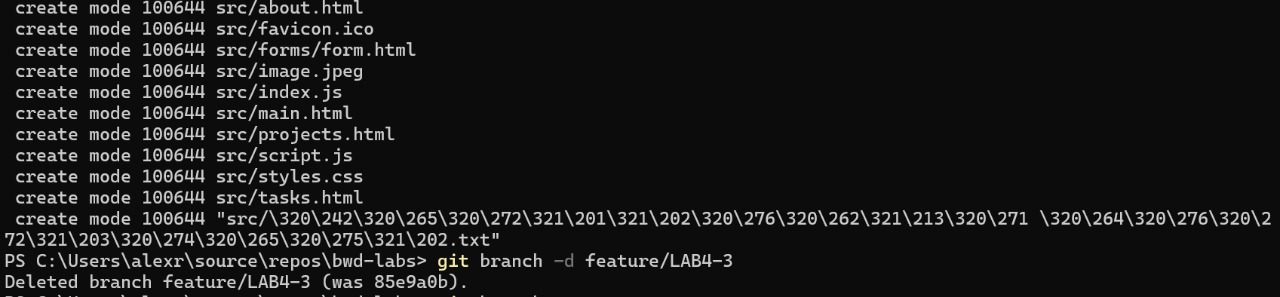 create mode 100644 src/about.html
create mode 100644 src/favicon.ico
create mode 100644 src/forms/form.html
create mode 100644 src/image.jpeg
create mode 100644 src/index.js
create mode 100644 src/main.html
create mode 100644 src/projects.html
create mode 100644 src/script.js
create mode 100644 src/styles.css
create mode 100644 src/tasks.html
create mode 100644 "src/\320\242\320\265\320\272\321\201\321\202\320\276\320\262\321\213\320\271 \320\264\320\276\320\2
72\321\203\320\274\320\265\320\275\321\202.txt"
PS C:\Users\alexr\source\repos\bwd-labs> git branch -d feature/LAB4-3
Deleted branch feature/LAB4-3 (was 85e9a0b).